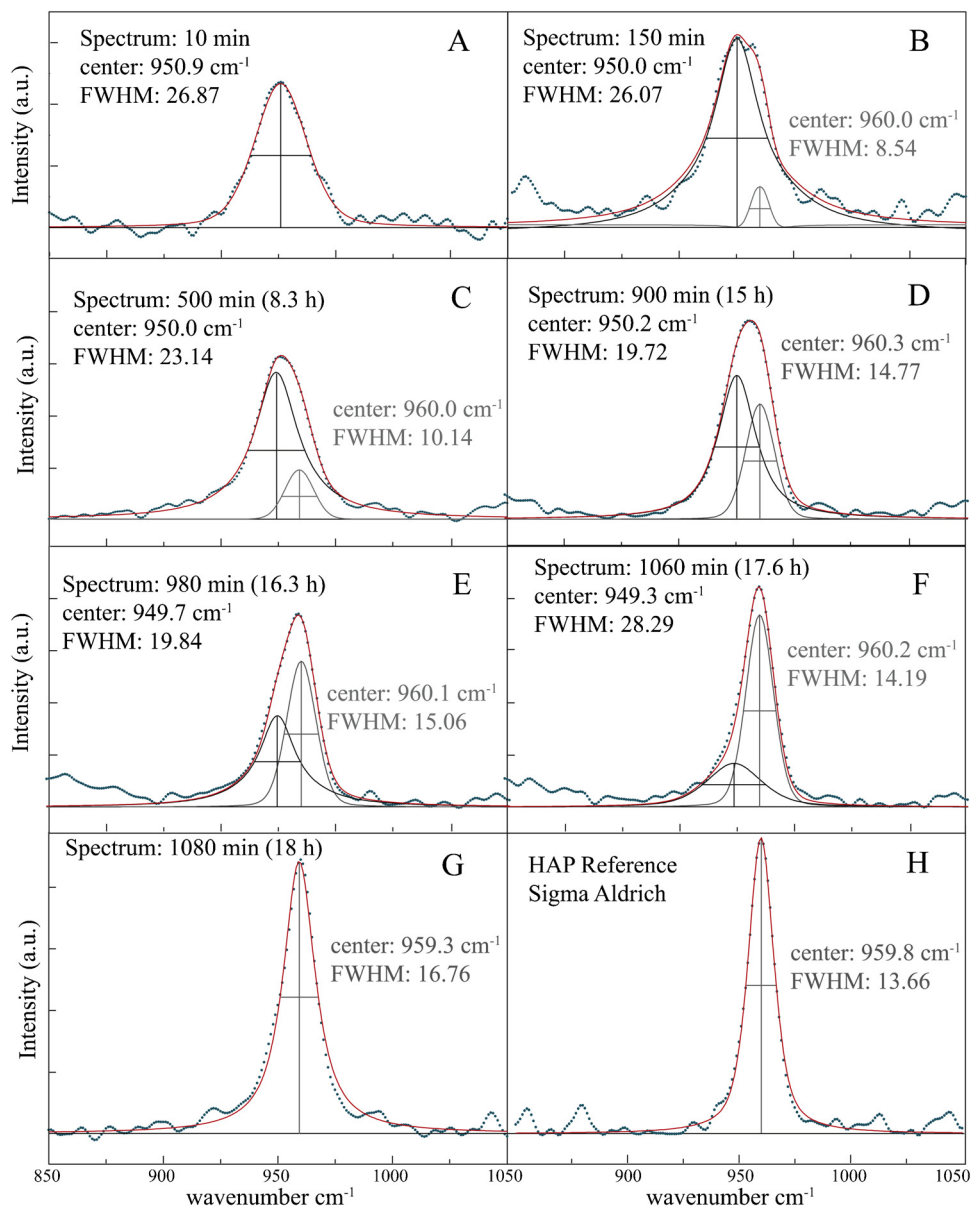 Spectrum: 10 min
center: 950.9 cm-1
FWHM: 26.87
A
Intensity (a.u.)
Spectrum: 150 min
center: 950.0 cm-1
FWHM: 26.07
B
center: 960.0 cm-1
FWHM: 8.54
Spectrum: 500 min (8.3 h)
center: 950.0 cm-1
FWHM: 23.14
C
center: 960.0 cm-1
FWHM: 10.14
Intensity (a.u.)
Spectrum: 900 min (15 h)
center: 950.2 cm-1
FWHM: 19.72
D
center: 960.3 cm-1
FWHM: 14.77
Spectrum: 980 min (16.3 h)
center: 949.7 cm-1
FWHM: 19.84
E
center: 960.1 cm-1
FWHM: 15.06
Intensity (a.u.)
Spectrum: 1060 min (17.6 h)
center: 949.3 cm-1
FWHM: 28.29
F
center: 960.2 cm-1
FWHM: 14.19
Spectrum: 1080 min (18 h)
G
center: 959.3 cm-1
FWHM: 16.76
Intensity (a.u.)
HAP Reference
Sigma Aldrich
H
center: 959.8 cm-1
FWHM: 13.66
850 900 950 1000 1050
900 950 1000 1050
wavenumber cm-1
wavenumber cm-1